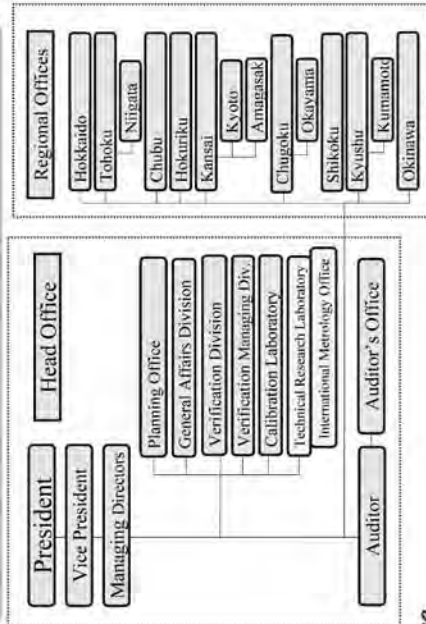 President
Head Office
Vice President
Managing Directors
Planning Office
General Affairs Division
Verification Division
Verification Managing Div.
Calibration Laboratory
Technical Research Laboratory
International Metrology Office
Auditor
Auditor's Office
Regional Offices
Hokkaido
Tohoku
Niigata
Chubu
Hokuriku
Kansai
Kyoto
Amagasak
Chugoku
Okayama
Shikoku
Kyushu
Kumamoto
Okinawa